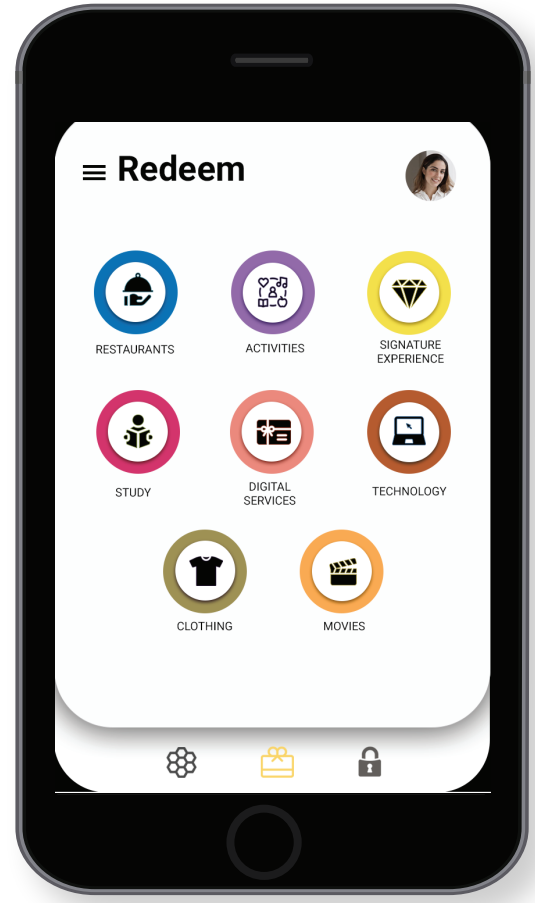 Redeem
RESTAURANTS
ACTIVITIES
SIGNATURE
EXPERIENCE
STUDY
DIGITAL
SERVICES
TECHNOLOGY
CLOTHING
MOVIES